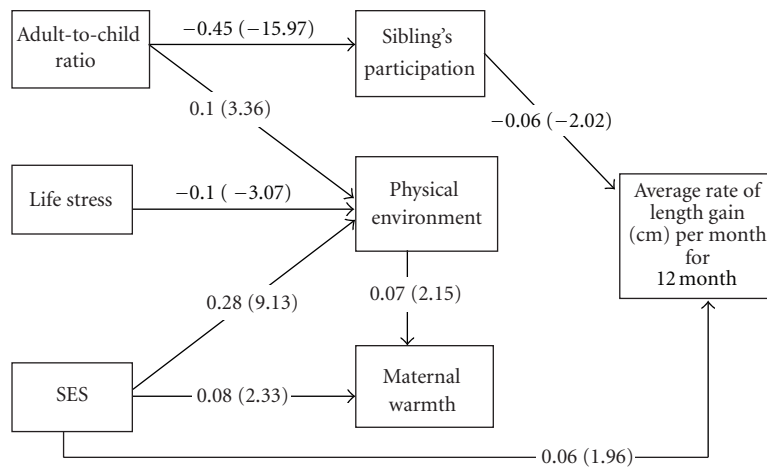 Adult-to-child
ratio
−0.45 (−15.97)
Sibling's
participation
0.1 (3.36)
−0.06 (−2.02)
Life stress
−0.1 ( −3.07)
Physical
environment
Average rate of
length gain
(cm) per month
for
12 month
0.28 (9.13)
0.07 (2.15)
SES
0.08 (2.33)
Maternal
warmth
0.06 (1.96)